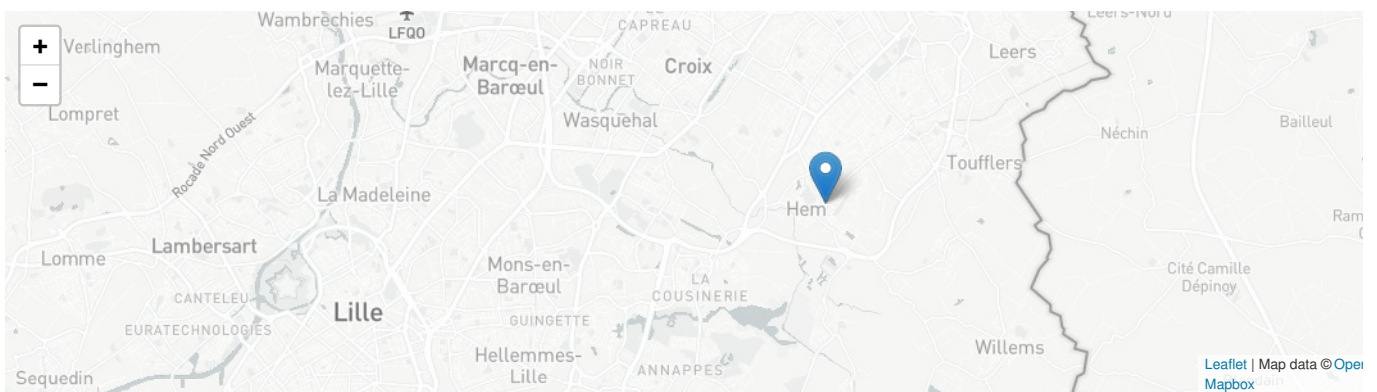 +
−
Wambrechies
LFQO
CAPREAU
Leers-Nord
Verlinghem
Marquette-
lez-Lille
Marcq-en-
Barœul
NOIR
BONNET
Croix
Leers
Lompret
Rocade Nord Ouest
Wasquehal
Néchin
Bailleul
Toufflers
La Madeleine
Hem
Ram
Lambersart
Lomme
Mons-en-
Barœul
LA
COUSINERIE
Cité Camille
Dépinoy
CANTELEU
Lille
EURATECHNOLOGIES
GUINGETTE
Willems
Hellemmes-
Lille
ANNAPPES
Sequedin
Leaflet | Map data © Oper
Mapbox